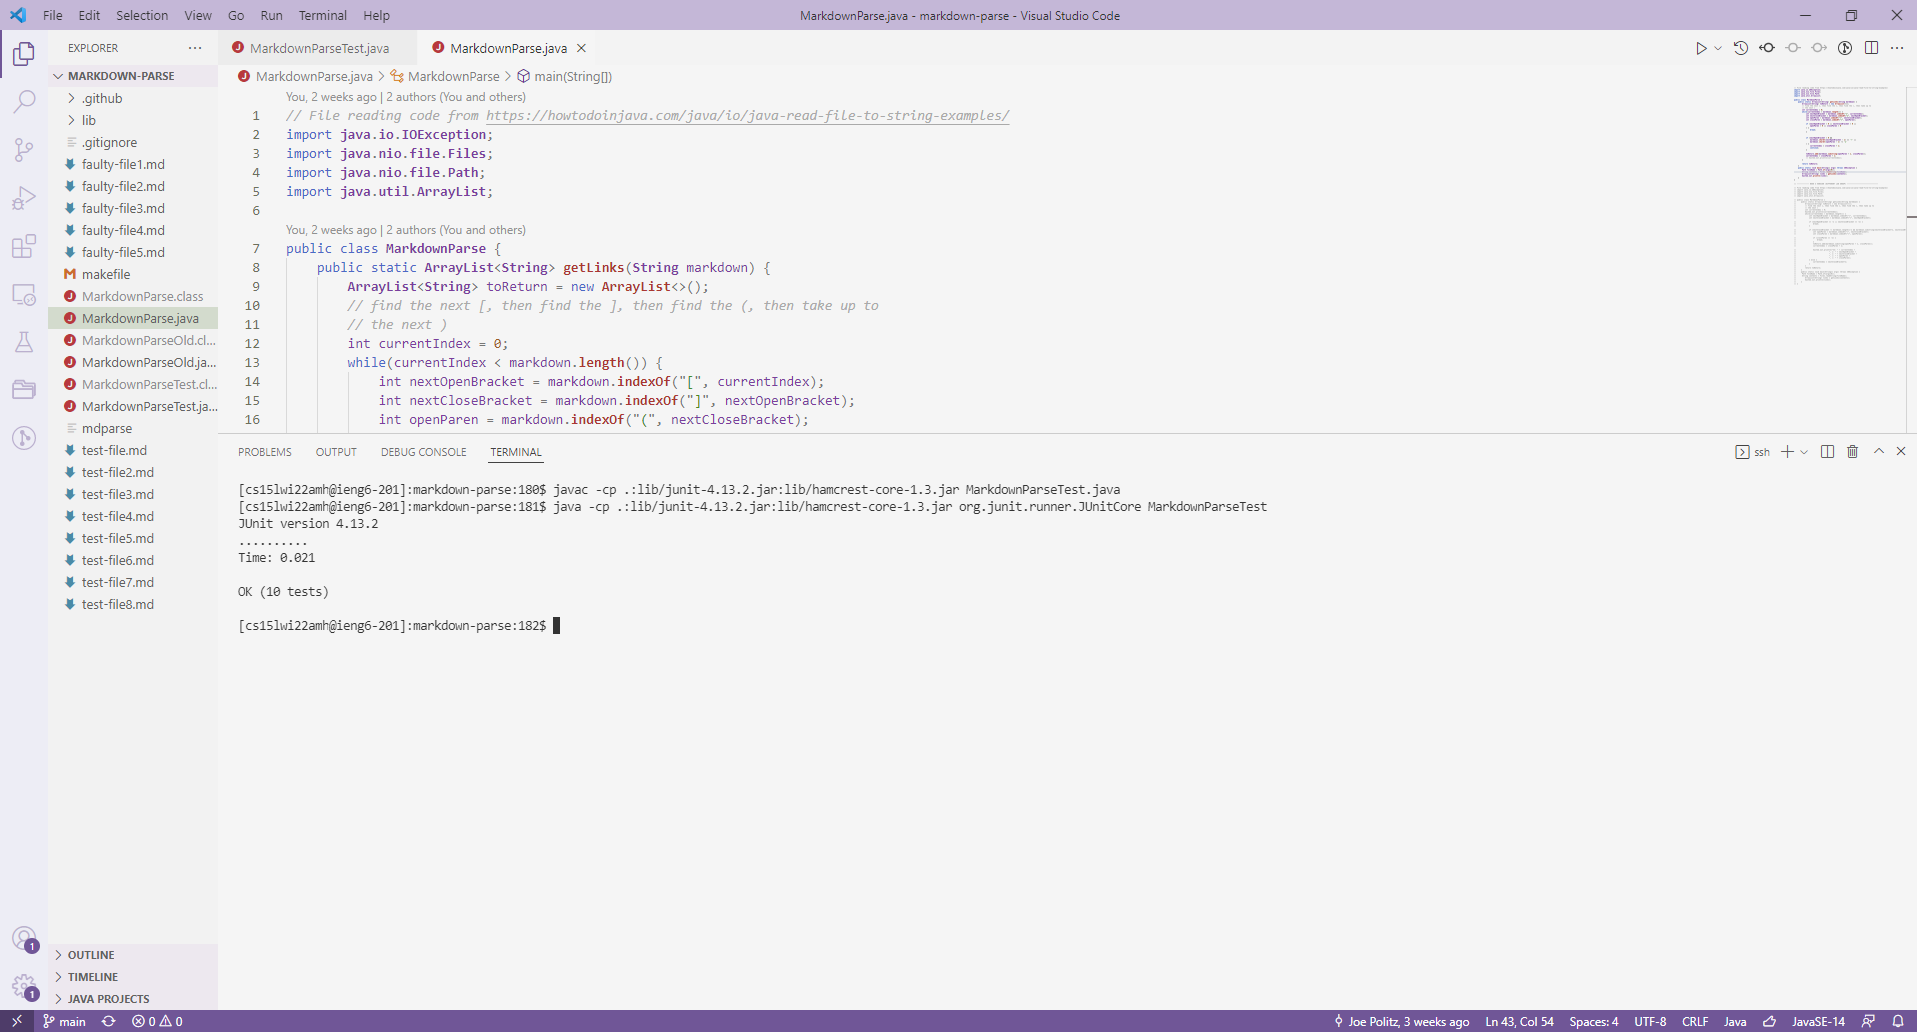 File Edit Selection View Go Run Terminal Help
MarkdownParse.java - markdown-parse - Visual Studio Code
EXPLORER
MARKDOWN-PARSE
.github
lib
.gitignore
faulty-file1.md
faulty-file2.md
faulty-file3.md
faulty-file4.md
faulty-file5.md
makefile
MarkdownParse.class
MarkdownParse.java
MarkdownParseOld.cl...
MarkdownParseOld.ja...
MarkdownParseTest.cl...
MarkdownParseTest.ja...
mdparse
test-file.md
test-file2.md
test-file3.md
test-file4.md
test-file5.md
test-file6.md
test-file7.md
test-file8.md
OUTLINE
TIMELINE
JAVA PROJECTS
MarkdownParseTest.java
MarkdownParse.java
MarkdownParse.java > MarkdownParse > main(String[])
You, 2 weeks ago | 2 authors (You and others)
1 // File reading code from https://howtodoinjava.com/java/io/java-read-file-to-string-examples/
2 import java.io.IOException;
3 import java.nio.file.Files;
4 import java.nio.file.Path;
5 import java.util.ArrayList;
6
You, 2 weeks ago | 2 authors (You and others)
7 public class MarkdownParse {
8 public static ArrayList<String> getLinks(String markdown) {
9 ArrayList<String> toReturn = new ArrayList<>();
10 // find the next [, then find the ], then find the (, then take up to
11 // the next )
12 int currentIndex = 0;
13 while(currentIndex < markdown.length()) {
14 int nextOpenBracket = markdown.indexOf("[", currentIndex);
15 int nextCloseBracket = markdown.indexOf("]", nextOpenBracket);
16 int openParen = markdown.indexOf("(", nextCloseBracket);
PROBLEMS OUTPUT DEBUG CONSOLE TERMINAL
ssh
[cs15lwi22amh@ieng6-201]:markdown-parse:180$ javac -cp .:lib/junit-4.13.2.jar:lib/hamcrest-core-1.3.jar MarkdownParseTest.java
[cs15lwi22amh@ieng6-201]:markdown-parse:181$ java -cp .:lib/junit-4.13.2.jar:lib/hamcrest-core-1.3.jar org.junit.runner.JUnitCore MarkdownParseTest
JUnit version 4.13.2
..........
Time: 0.021
OK (10 tests)
[cs15lwi22amh@ieng6-201]:markdown-parse:182$
1
1
main 0 0 Joe Politz, 3 weeks ago Ln 43, Col 54 Spaces: 4 UTF-8 CRLF Java JavaSE-14